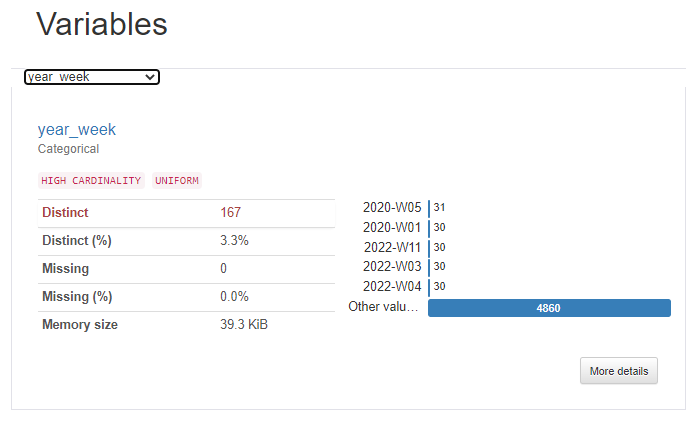 Variables
year_week
year_week
Categorical
HIGH CARDINALITY UNIFORM
Distinct 167
Distinct (%) 3.3%
Missing 0
Missing (%) 0.0%
Memory size 39.3 KiB
2020-W05 31
2020-W01 30
2022-W11 30
2022-W03 30
2022-W04 30
Other valu… 4860
More details